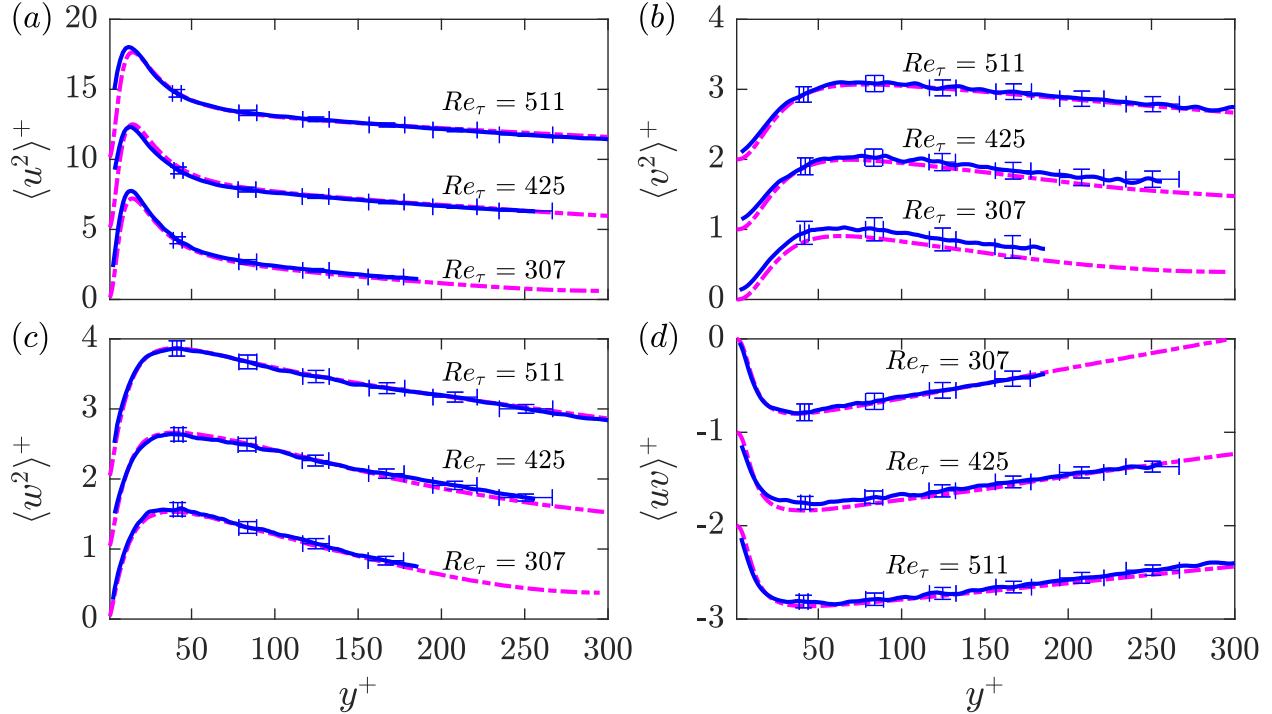 (a)
20
15
10
5
0
⟨u²⟩⁺
Re_τ = 511
Re_τ = 425
Re_τ = 307
(b)
4
3
2
1
0
⟨v²⟩⁺
Re_τ = 511
Re_τ = 425
Re_τ = 307
(c)
4
3
2
1
0
⟨w²⟩⁺
Re_τ = 511
Re_τ = 425
Re_τ = 307
50 100 150 200 250 300
y⁺
(d)
0
-1
-2
-3
⟨uv⟩⁺
Re_τ = 307
Re_τ = 425
Re_τ = 511
50 100 150 200 250 300
y⁺